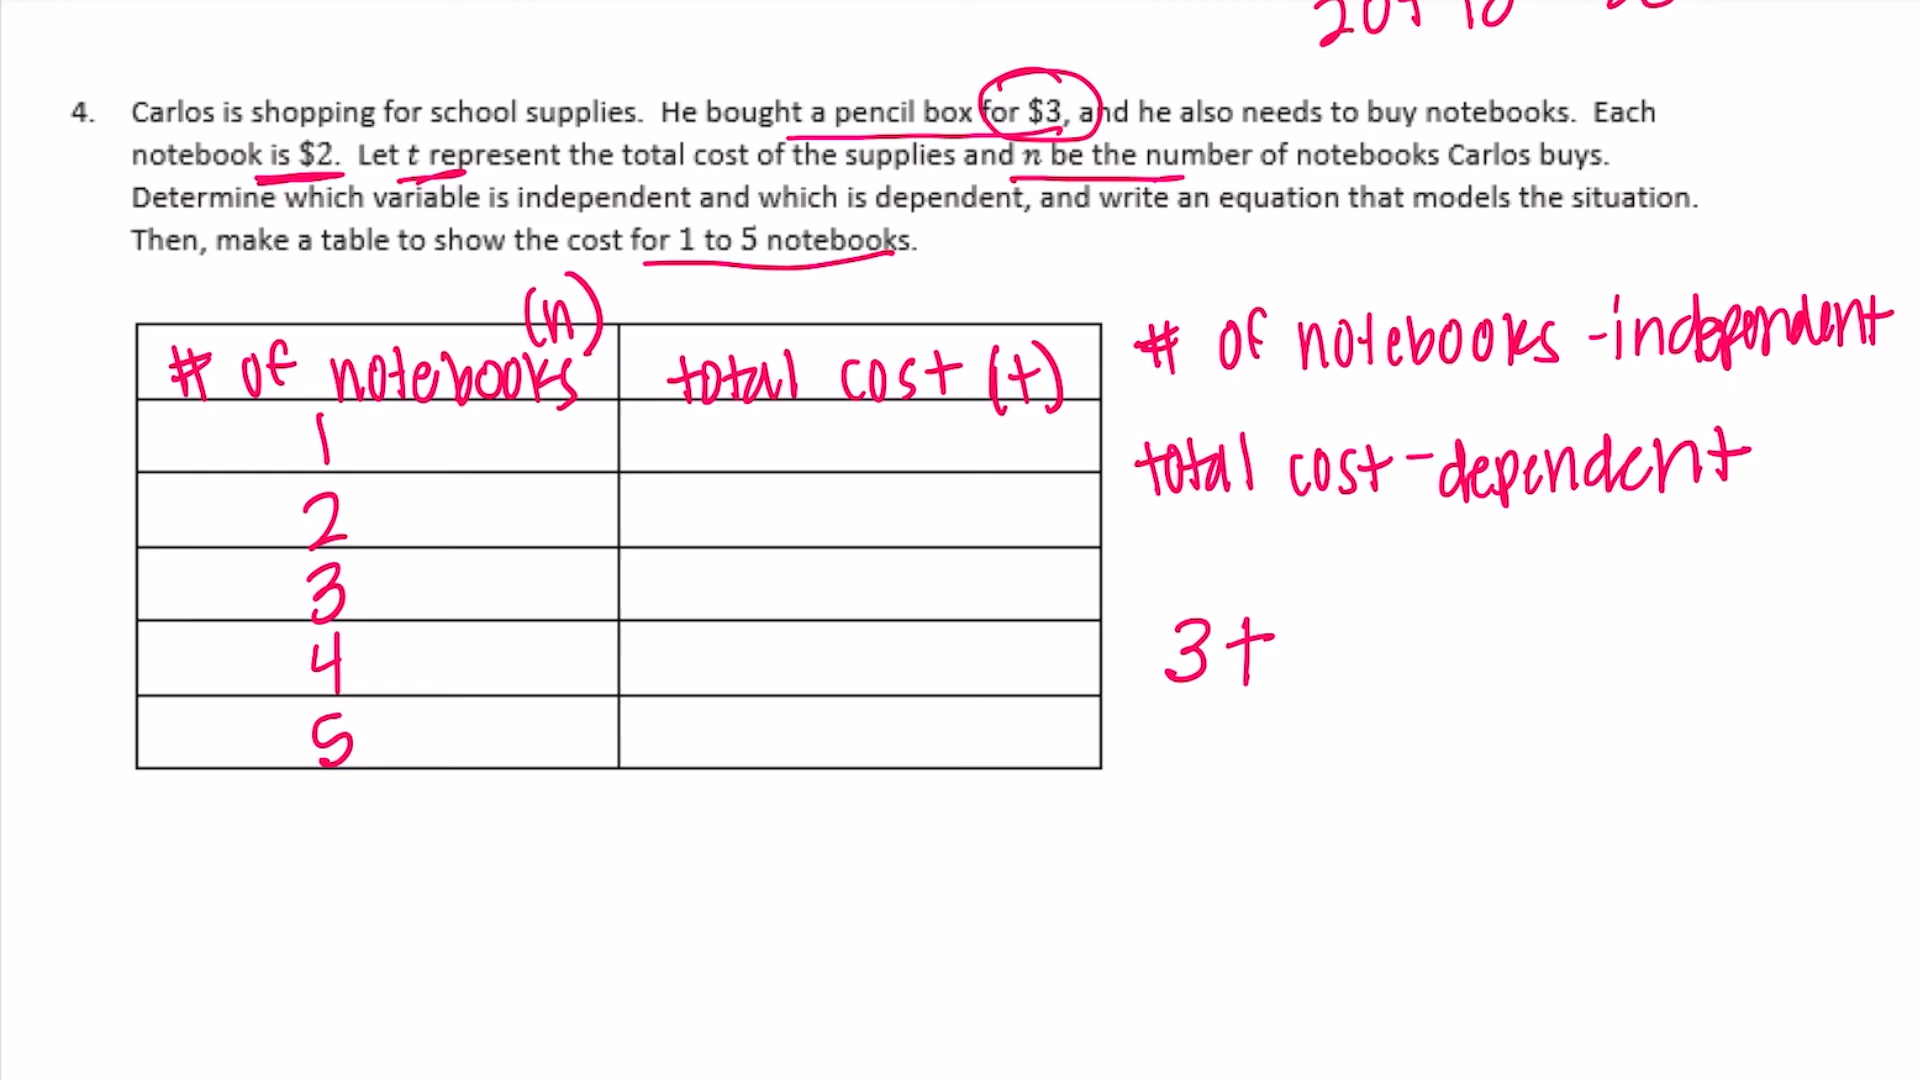 4. Carlos is shopping for school supplies. He bought a pencil box for $3, and he also needs to buy notebooks. Each
notebook is $2. Let t represent the total cost of the supplies and n be the number of notebooks Carlos buys.
Determine which variable is independent and which is dependent, and write an equation that models the situation.
Then, make a table to show the cost for 1 to 5 notebooks.
# of notebooks (n) total cost (t)
1
2
3
4
5
# of notebooks - independent
total cost - dependent
3 +